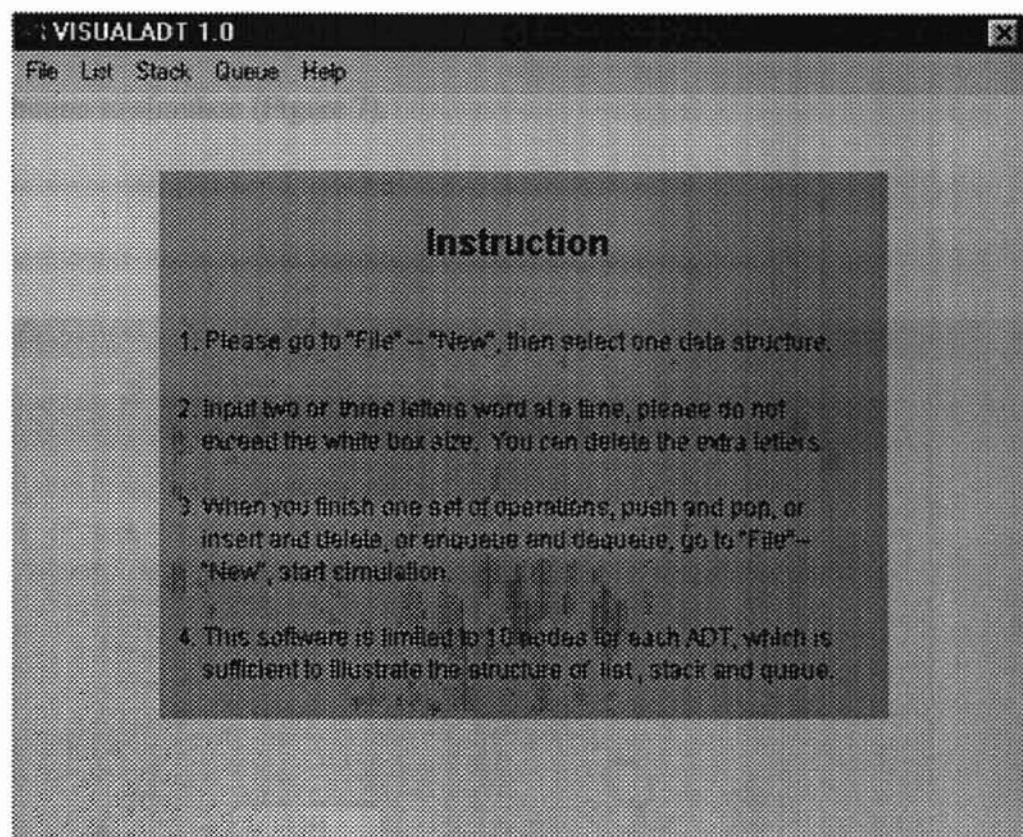 VISUALADT 1.0
File List Stack Queue Help
Instruction
1. Please go to "File" -- "New", then select one data structure.
2. Input two or three letters word at a time, please do not
exceed the white box size. You can delete the extra letters.
3. When you finish one set of operations, push and pop, or
insert and delete, or enqueue and dequeue, go to "File"--
"New", start simulation.
4. This software is limited to 10 nodes for each ADT, which is
sufficient to illustrate the structure of list, stack and queue.